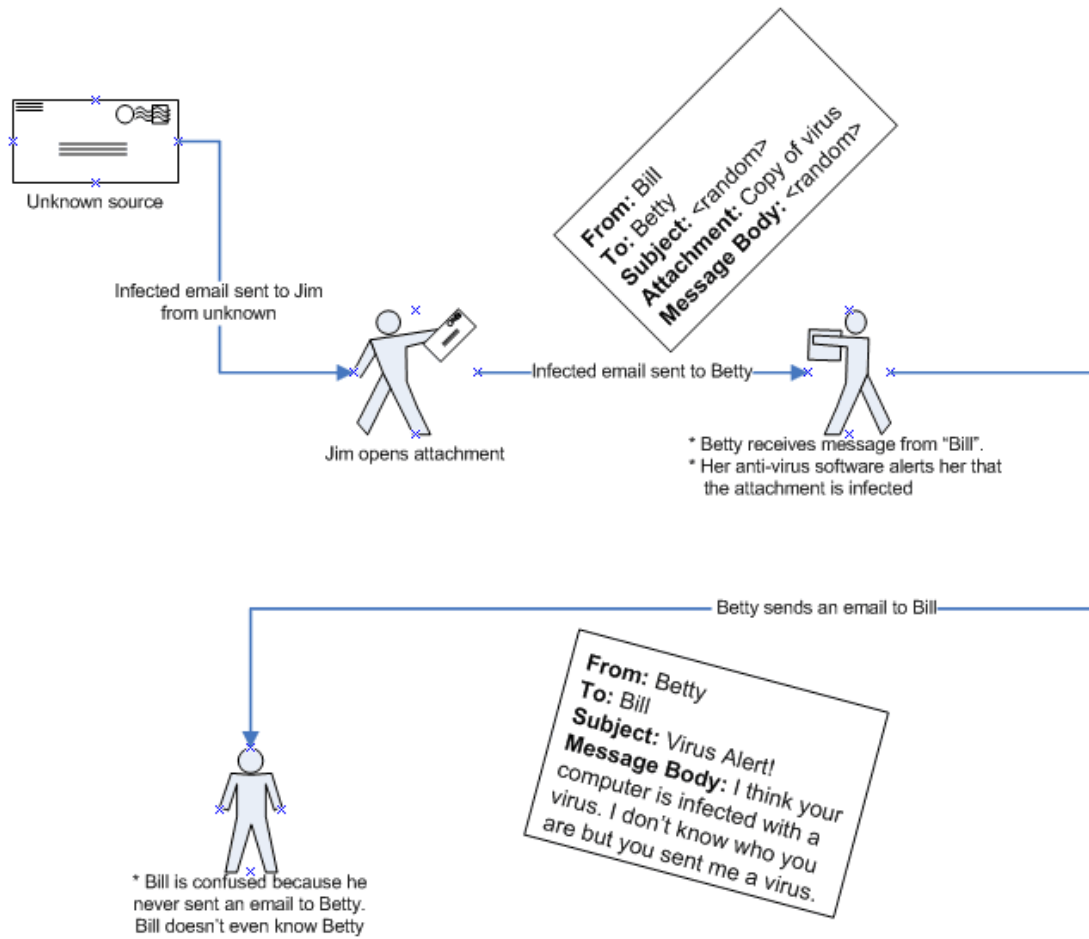 Unknown source
Infected email sent to Jim
from unknown
Jim opens attachment
Infected email sent to Betty
From: Bill
To: Betty
Subject: <random>
Attachment: Copy of virus
Message Body: <random>
* Betty receives message from “Bill”.
* Her anti-virus software alerts her that
the attachment is infected
Betty sends an email to Bill
From: Betty
To: Bill
Subject: Virus Alert!
Message Body: I think your
computer is infected with a
virus. I don’t know who you
are but you sent me a virus.
* Bill is confused because he
never sent an email to Betty.
Bill doesn’t even know Betty